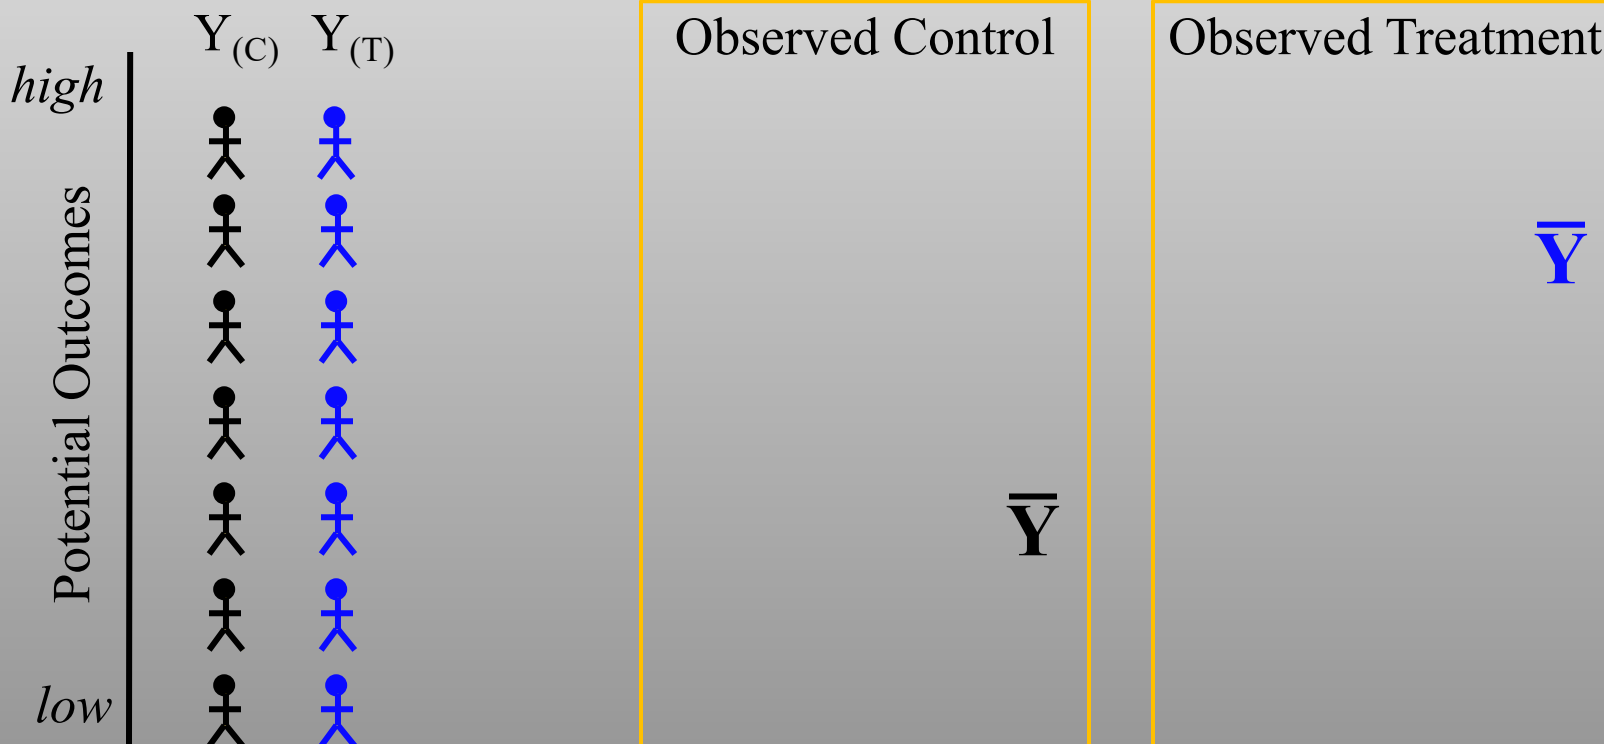 Y(C) Y(T)
Observed Control
Observed Treatment
high
Potential Outcomes
Y̅
Y̅
low